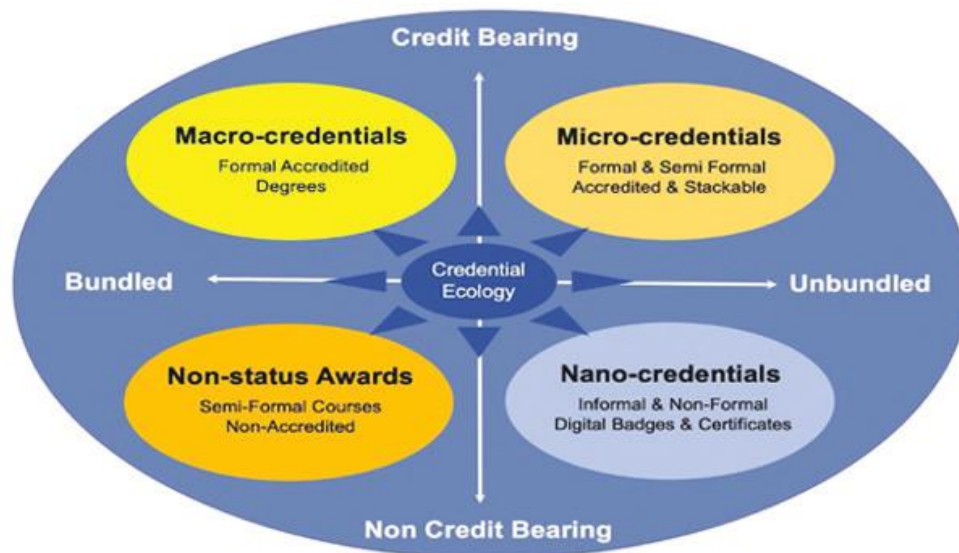 Credit Bearing
Macro-credentials
Formal Accredited
Degrees
Micro-credentials
Formal & Semi Formal
Accredited & Stackable
Bundled
Credential
Ecology
Unbundled
Non-status Awards
Semi-Formal Courses
Non-Accredited
Nano-credentials
Informal & Non-Formal
Digital Badges & Certificates
Non Credit Bearing